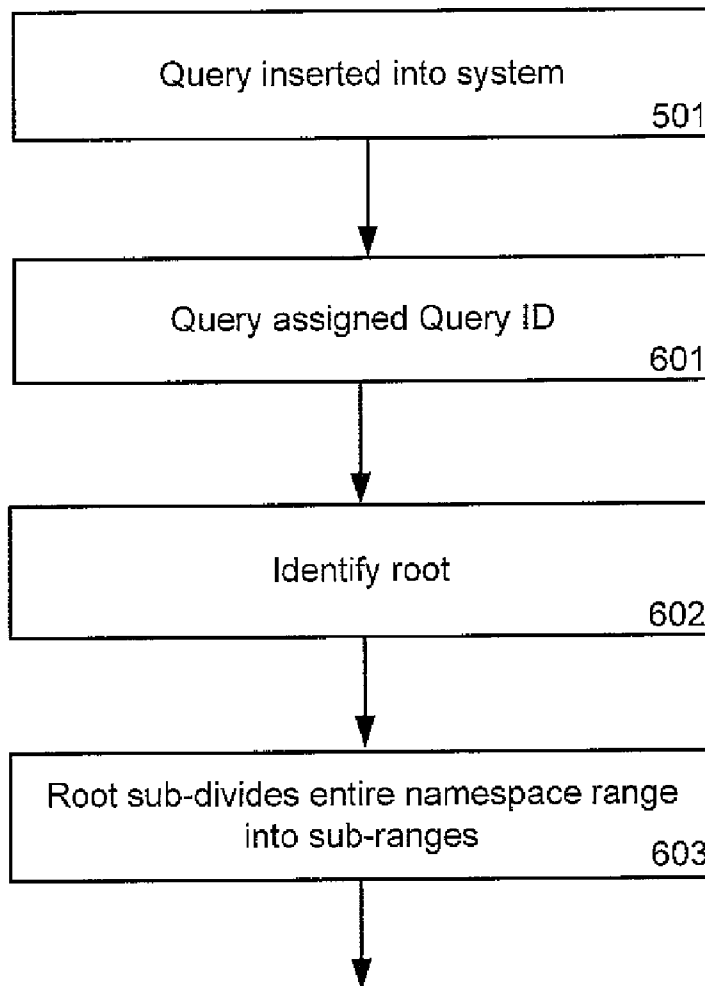 Query inserted into system
501
Query assigned Query ID
601
Identify root
602
Root sub-divides entire namespace range
into sub-ranges
603